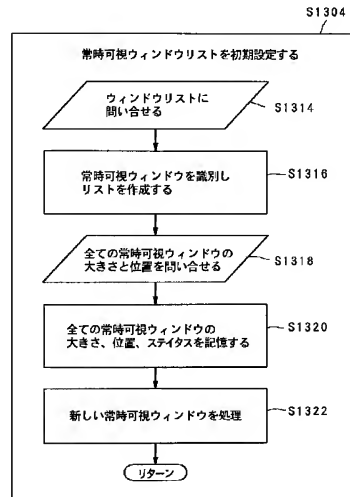 S1304
常時可視ウィンドウリストを初期設定する
ウィンドウリストに
問い合せる
S1314
常時可視ウィンドウを識別し
リストを作成する
S1316
全ての常時可視ウィンドウの
大きさと位置を問い合せる
S1318
全ての常時可視ウィンドウの
大きさ、位置、ステイタスを記憶する
S1320
新しい常時可視ウィンドウを処理
S1322
リターン